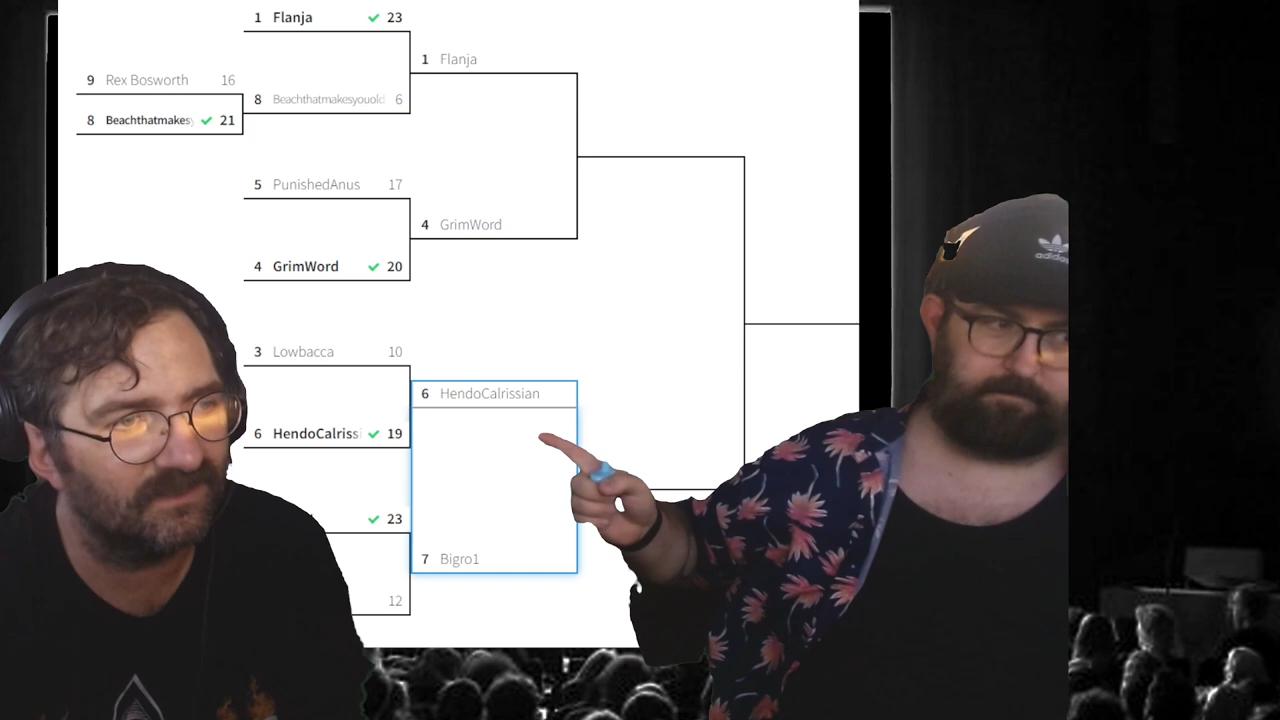 1 Flanja 23
1 Flanja
9 Rex Bosworth 16
8 Beachthatmakesyouold 6
8 Beachthatmakesy 21
5 PunishedAnus 17
4 GrimWord
4 GrimWord 20
3 Lowbacca 10
6 HendoCalrissian
6 HendoCalrissi 19
23
7 Bigro1
12
adidas